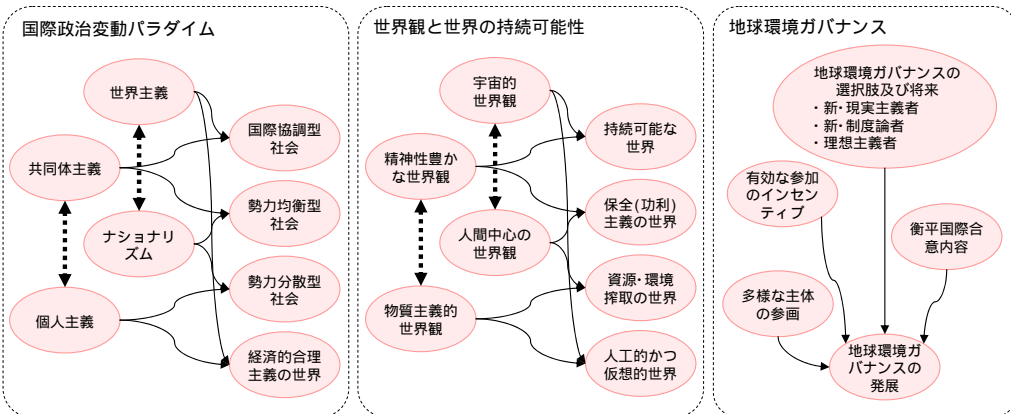 国際政治変動パラダイム
世界主義
共同体主義
ナショナリ
ズム
個人主義
国際協調型
社会
勢力均衡型
社会
勢力分散型
社会
経済的合理
主義の世界
世界観と世界の持続可能性
宇宙的
世界観
精神性豊か
な世界観
人間中心の
世界観
物質主義的
世界観
持続可能な
世界
保全(功利)
主義の世界
資源・環境
搾取の世界
人工的かつ
仮想的世界
地球環境ガバナンス
地球環境ガバナンスの
選択肢及び将来
・新・現実主義者
・新・制度論者
・理想主義者
有効な参加
のインセン
ティブ
衡平国際合
意内容
多様な主体
の参画
地球環境ガ
バナンスの
発展